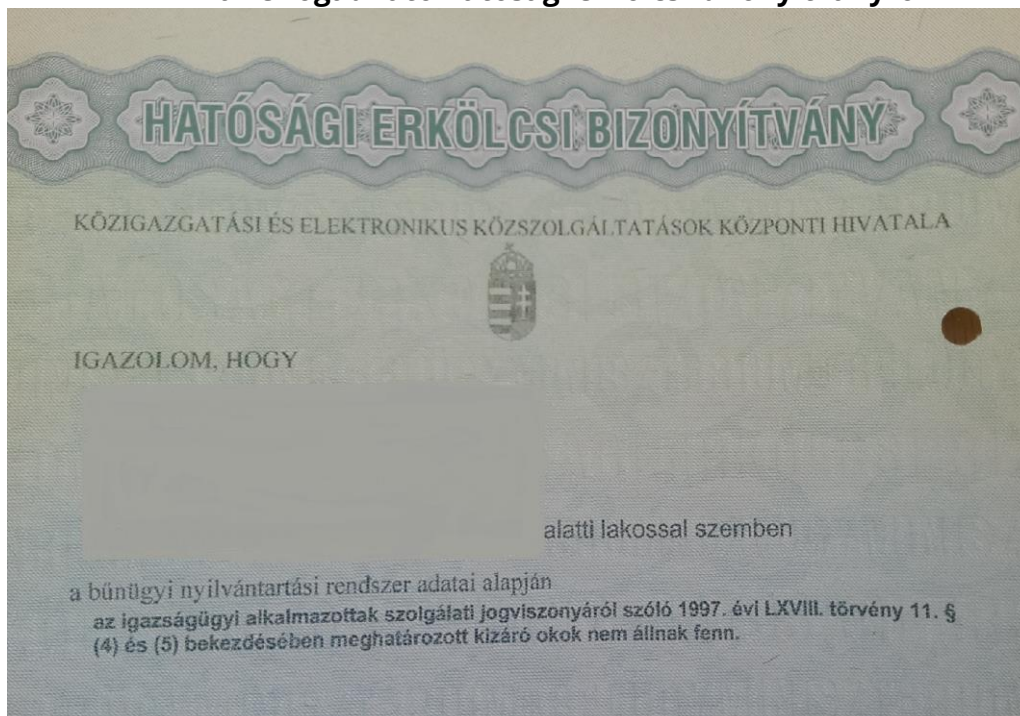 HATÓSÁGI ERKÖLCSI BIZONYÍTVÁNY
KÖZIGAZGATÁSI ÉS ELEKTRONIKUS KÖZSZOLGÁLTATÁSOK KÖZPONTI HIVATALA
IGAZOLOM, HOGY
alatti lakossal szemben
a bűnügyi nyilvántartási rendszer adatai alapján
az igazságügyi alkalmazottak szolgálati jogviszonyáról szóló 1997. évi LXVIII. törvény 11. §
(4) és (5) bekezdésében meghatározott kizáró okok nem állnak fenn.